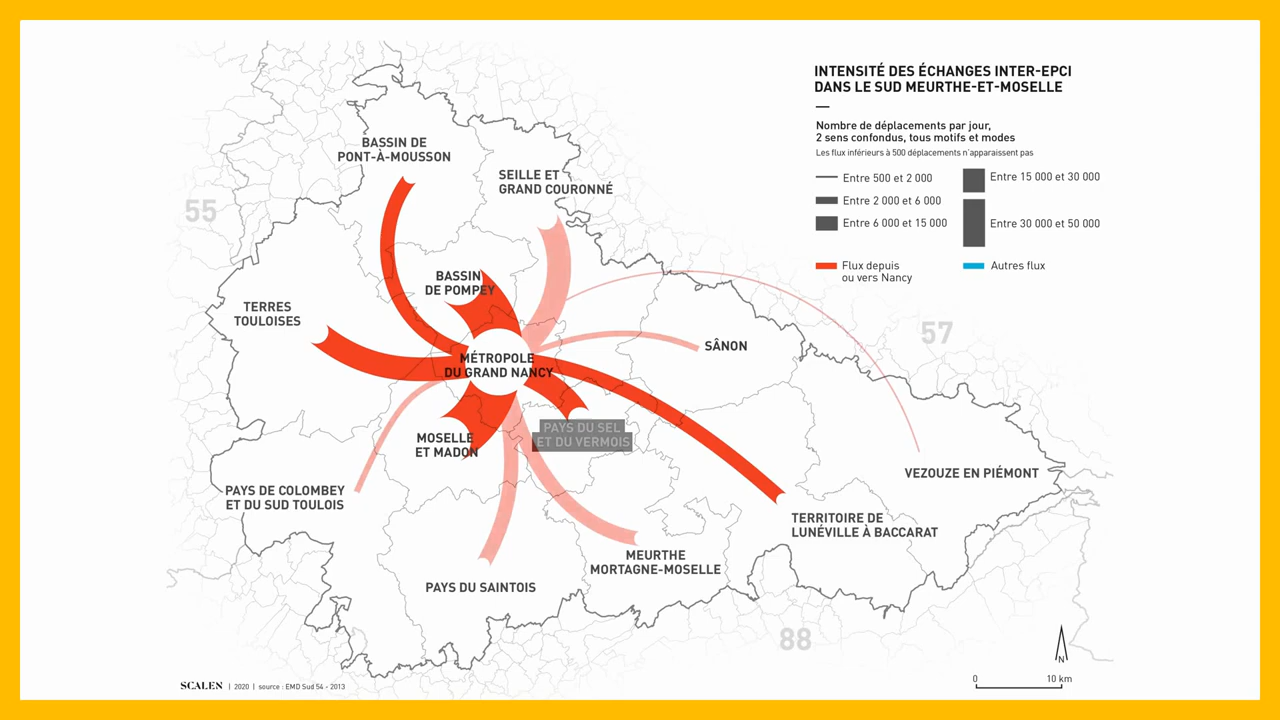 INTENSITÉ DES ÉCHANGES INTER-EPCI
DANS LE SUD MEURTHE-ET-MOSELLE
Nombre de déplacements par jour,
2 sens confondus, tous motifs et modes
Les flux inférieurs à 500 déplacements n'apparaissent pas
Entre 500 et 2 000
Entre 2 000 et 6 000
Entre 6 000 et 15 000
Entre 15 000 et 30 000
Entre 30 000 et 50 000
Flux depuis
ou vers Nancy
Autres flux
BASSIN DE
PONT-À-MOUSSON
SEILLE ET
GRAND COURONNÉ
55
BASSIN
DE POMPEY
TERRES
TOULOISES
57
SÂNON
MÉTROPOLE
DU GRAND NANCY
PAYS DU SEL
ET DU VERMOIS
MOSELLE
ET MADON
VEZOUZE EN PIÉMONT
PAYS DE COLOMBEY
ET DU SUD TOULOIS
TERRITOIRE DE
LUNÉVILLE À BACCARAT
MEURTHE
MORTAGNE-MOSELLE
PAYS DU SAINTOIS
88
N
0 10 km
SCALEN | 2020 | source : EMD Sud 54 - 2013